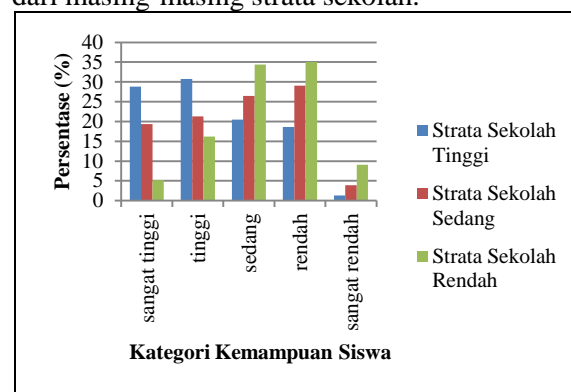 dari masing-masing strata sekolah.
40
35
30
25
20
15
10
5
0
Persentase (%)
sangat tinggi
tinggi
sedang
rendah
sangat rendah
Kategori Kemampuan Siswa
Strata Sekolah
Tinggi
Strata Sekolah
Sedang
Strata Sekolah
Rendah